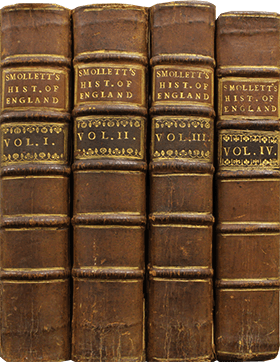 SMOLLETT'S
HIST. OF
ENGLAND
VOL. I.
SMOLLETT'S
HIST. OF
ENGLAND
VOL. II.
SMOLLETT'S
HIST. OF
ENGLAND
VOL. III.
SMOLLETT'S
HIST. OF
ENGLAND
VOL. IV.